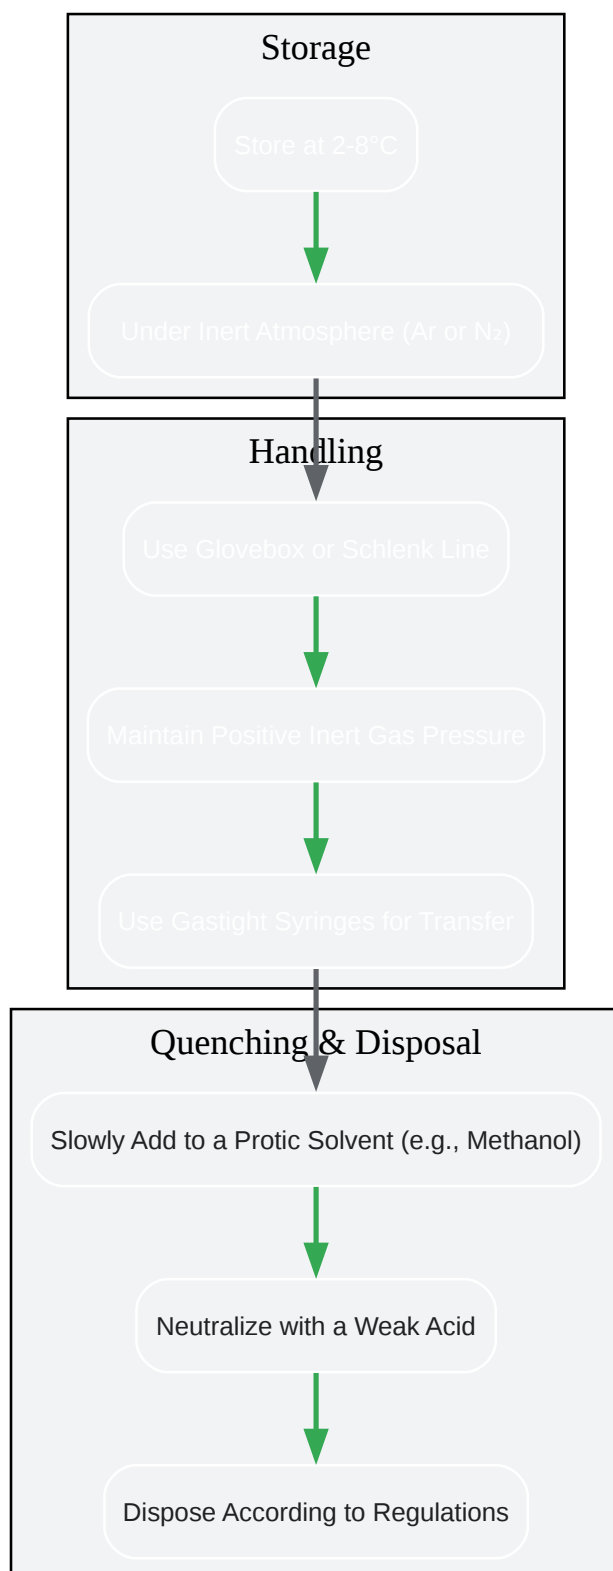 Storage
Store at 2-8°C
Under Inert Atmosphere (Ar or N₂)
Handling
Use Glovebox or Schlenk Line
Maintain Positive Inert Gas Pressure
Use Gastight Syringes for Transfer
Quenching & Disposal
Slowly Add to a Protic Solvent (e.g., Methanol)
Neutralize with a Weak Acid
Dispose According to Regulations